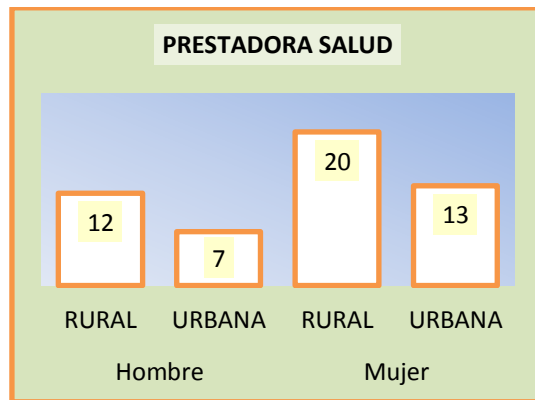 PRESTADORA SALUD
20
12
13
7
RURAL URBANA RURAL URBANA
Hombre Mujer